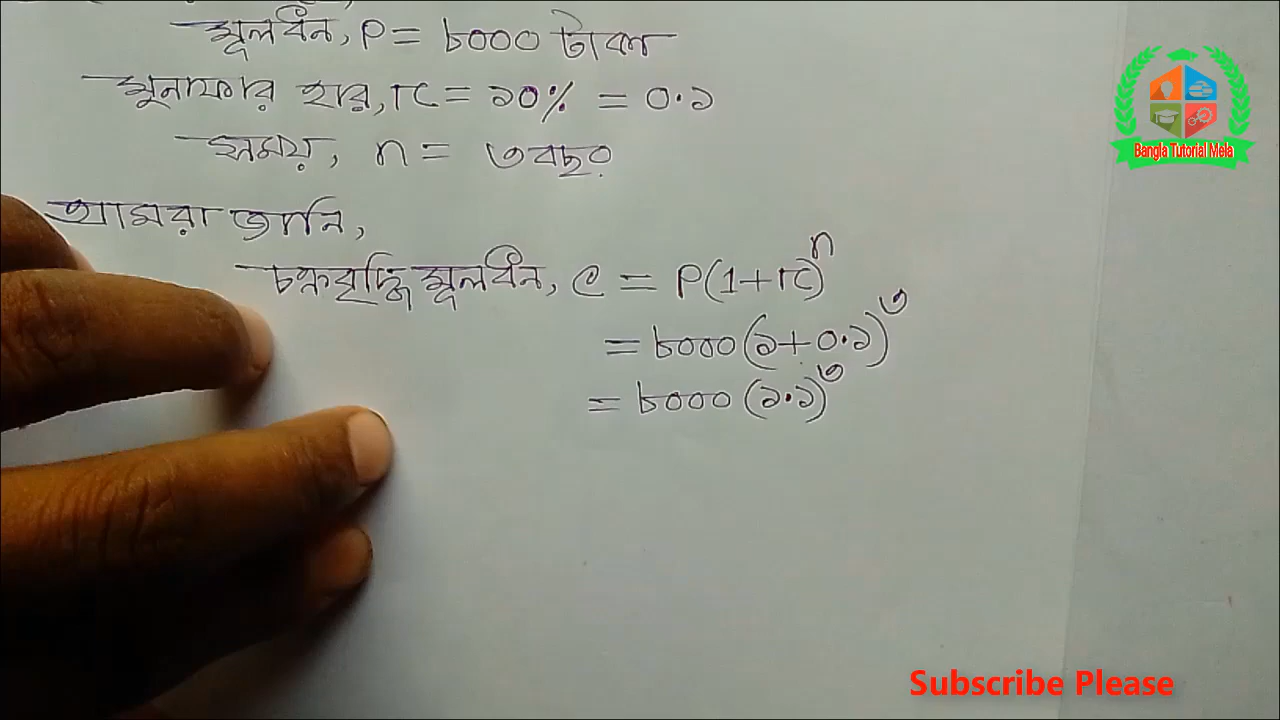 মূলধন, P = ৮০০০ টাকা
মুনাফার হার, r = ১০% = ০.১
সময়, n = ৩ বছর
আমরা জানি,
চক্রবৃদ্ধি মূলধন, C = P(1+r)^n
= ৮০০০(১+০.১)^৩
= ৮০০০(১.১)^৩
Bangla Tutorial Mela
Subscribe Please